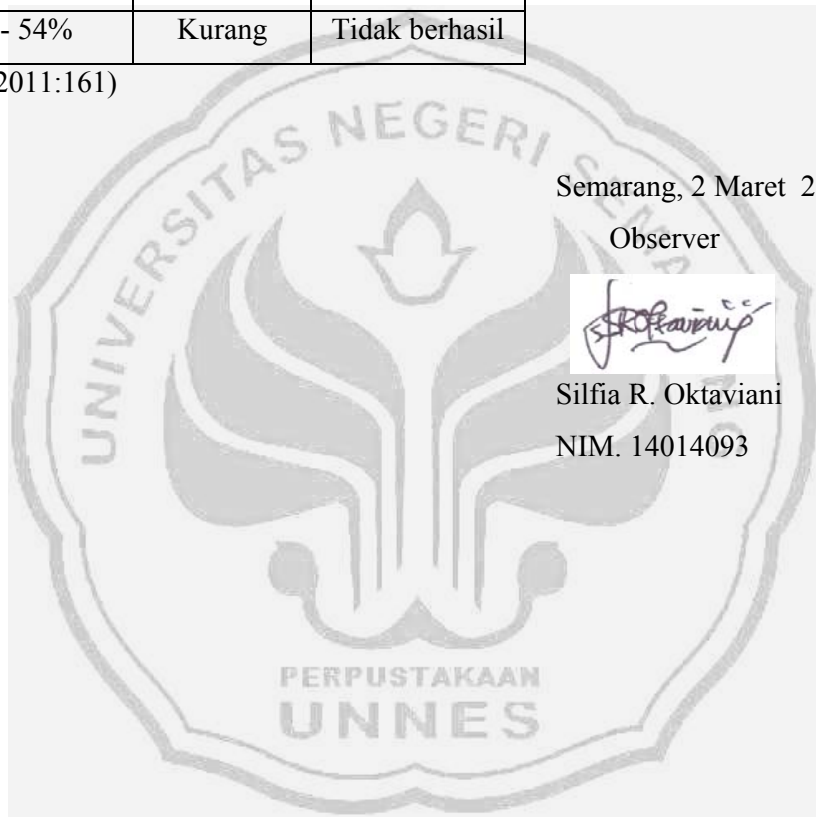 - 54% Kurang Tidak berhasil
2011:161)
Semarang, 2 Maret 2
Observer
Silfia R. Oktaviani
NIM. 14014093
UNIVERSITAS NEGERI SEMARANG
PERPUSTAKAAN
UNNES